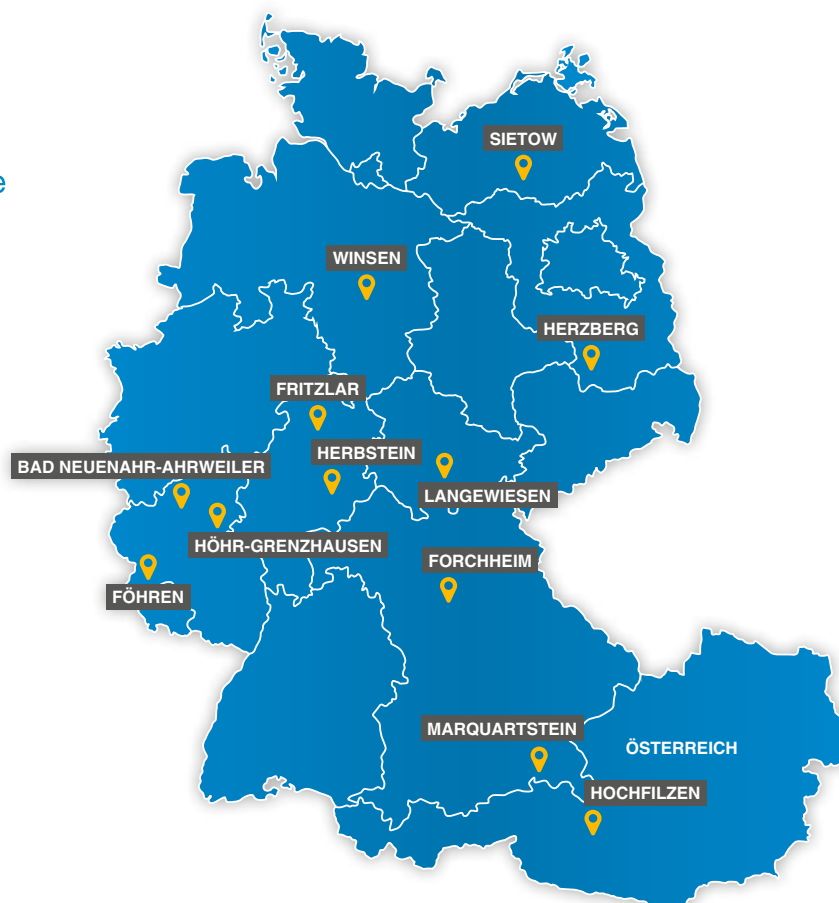 SIETOW
e
WINSEN
HERZBERG
FRITZLAR
HERBSTEIN
BAD NEUENAHR-AHRWEILER
LANGEWIESEN
HÖHR-GRENZHAUSEN
FORCHHEIM
FÖHREN
MARQUARTSTEIN
ÖSTERREICH
HOCHFILZEN